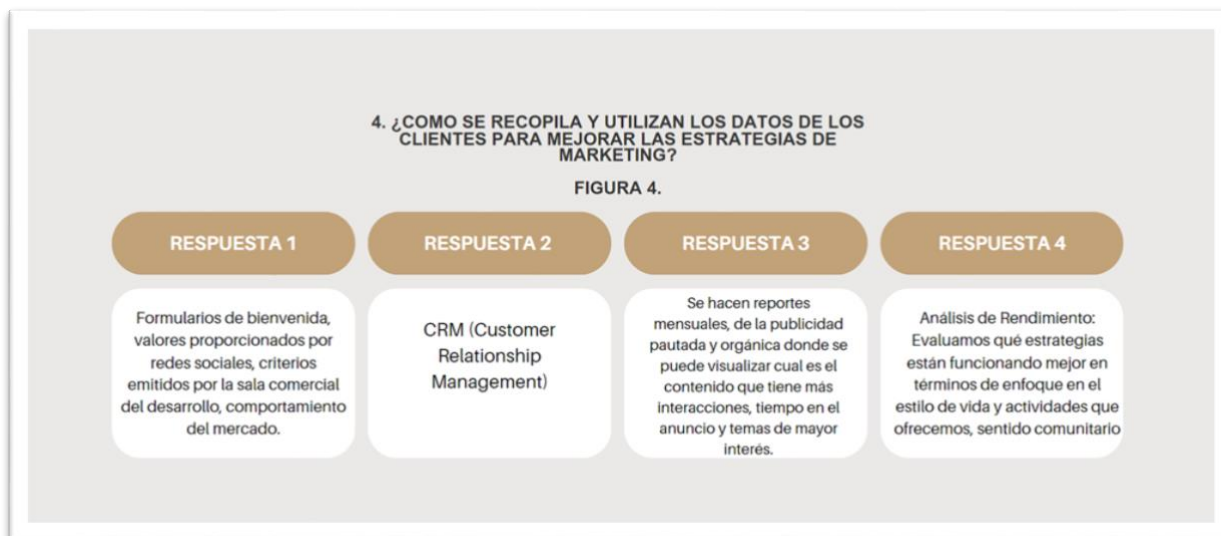 4. ¿COMO SE RECOPILA Y UTILIZAN LOS DATOS DE LOS
CLIENTES PARA MEJORAR LAS ESTRATEGIAS DE
MARKETING?
FIGURA 4.
RESPUESTA 1
Formularios de bienvenida,
valores proporcionados por
redes sociales, criterios
emitidos por la sala comercial
del desarrollo, comportamiento
del mercado.
RESPUESTA 2
CRM (Customer
Relationship
Management)
RESPUESTA 3
Se hacen reportes
mensuales, de la publicidad
pautada y orgánica donde se
puede visualizar cual es el
contenido que tiene más
interacciones, tiempo en el
anuncio y temas de mayor
interés.
RESPUESTA 4
Análisis de Rendimiento:
Evaluamos qué estrategias
están funcionando mejor en
términos de enfoque en el
estilo de vida y actividades que
ofrecemos, sentido comunitario